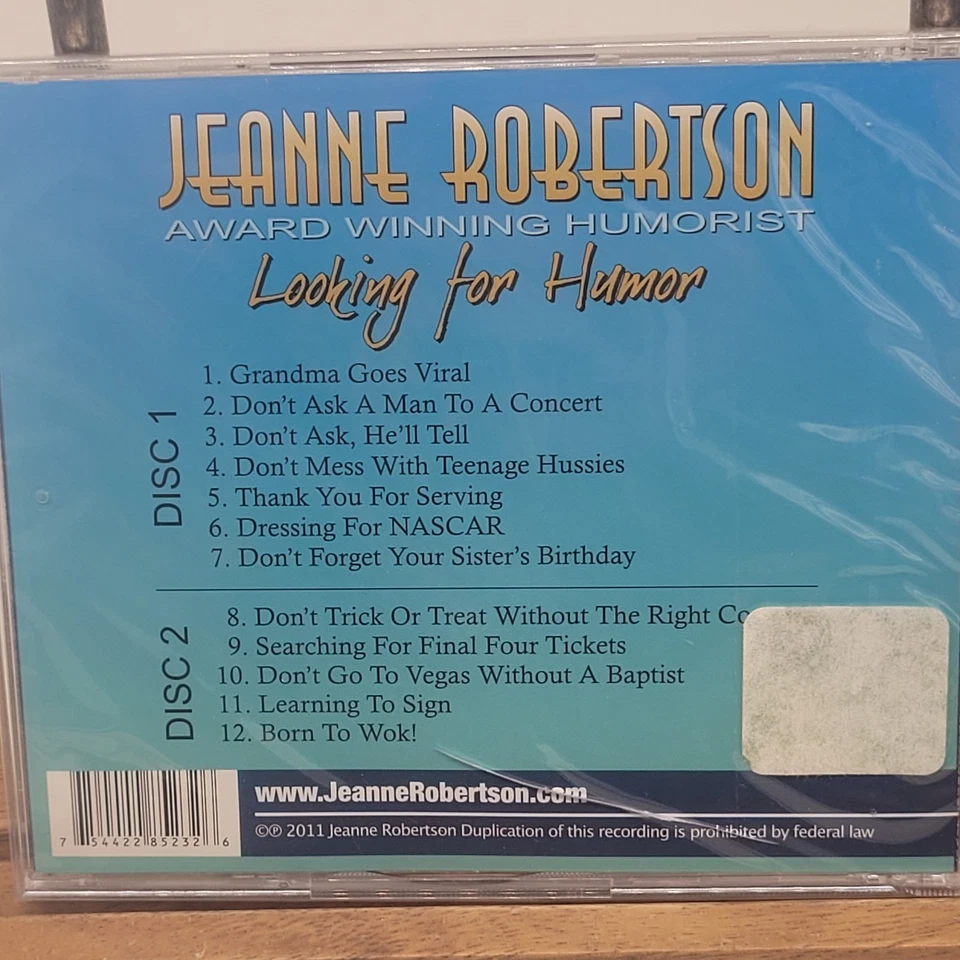 JEANNE ROBERTSON
AWARD WINNING HUMORIST
Looking for Humor
DISC 1
1. Grandma Goes Viral
2. Don't Ask A Man To A Concert
3. Don't Ask, He'll Tell
4. Don't Mess With Teenage Hussies
5. Thank You For Serving
6. Dressing For NASCAR
7. Don't Forget Your Sister's Birthday
DISC 2
8. Don't Trick Or Treat Without The Right
9. Searching For Final Four Tickets
10. Don't Go To Vegas Without A Baptist
11. Learning To Sign
12. Born To Wok!
www.JeanneRobertson.com
©℗ 2011 Jeanne Robertson Duplication of this recording is prohibited by federal law
7 54422 85232 6